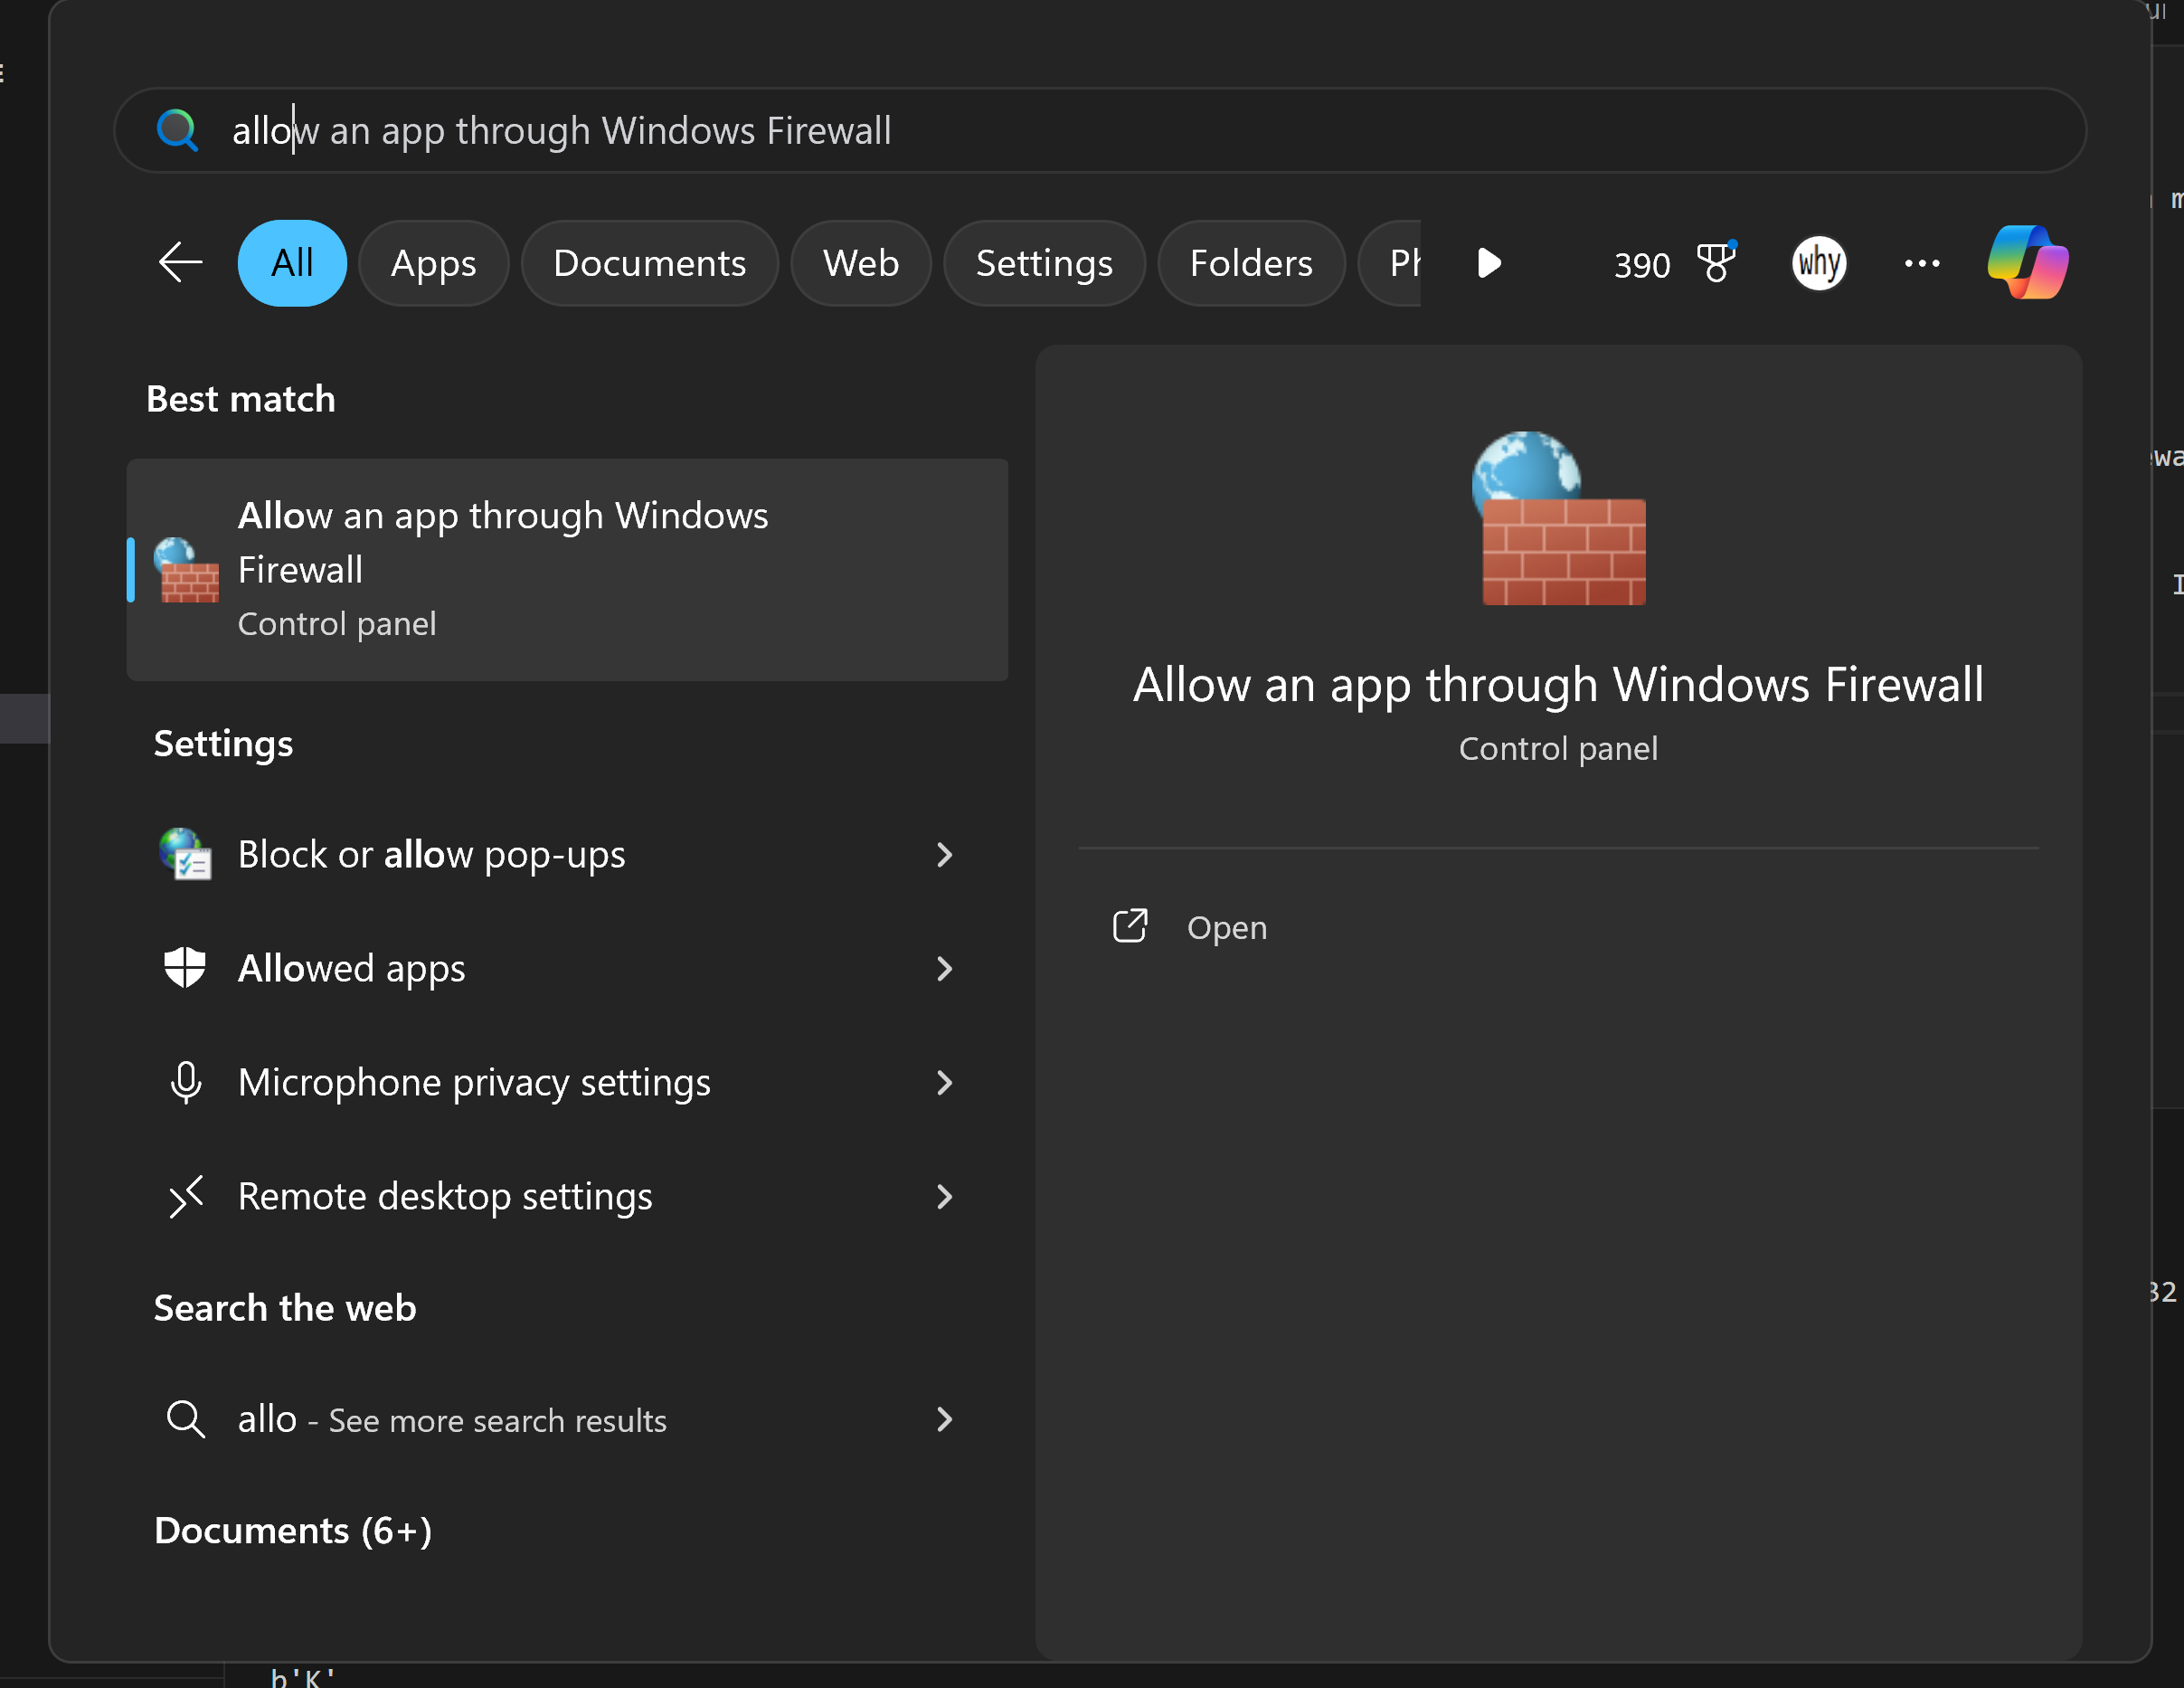 allow an app through Windows Firewall
All Apps Documents Web Settings Folders 390 why
Best match
Allow an app through Windows
Firewall
Control panel
Allow an app through Windows Firewall
Control panel
Open
Settings
Block or allow pop-ups
Allowed apps
Microphone privacy settings
Remote desktop settings
Search the web
allo - See more search results
Documents (6+)
32
b'K'